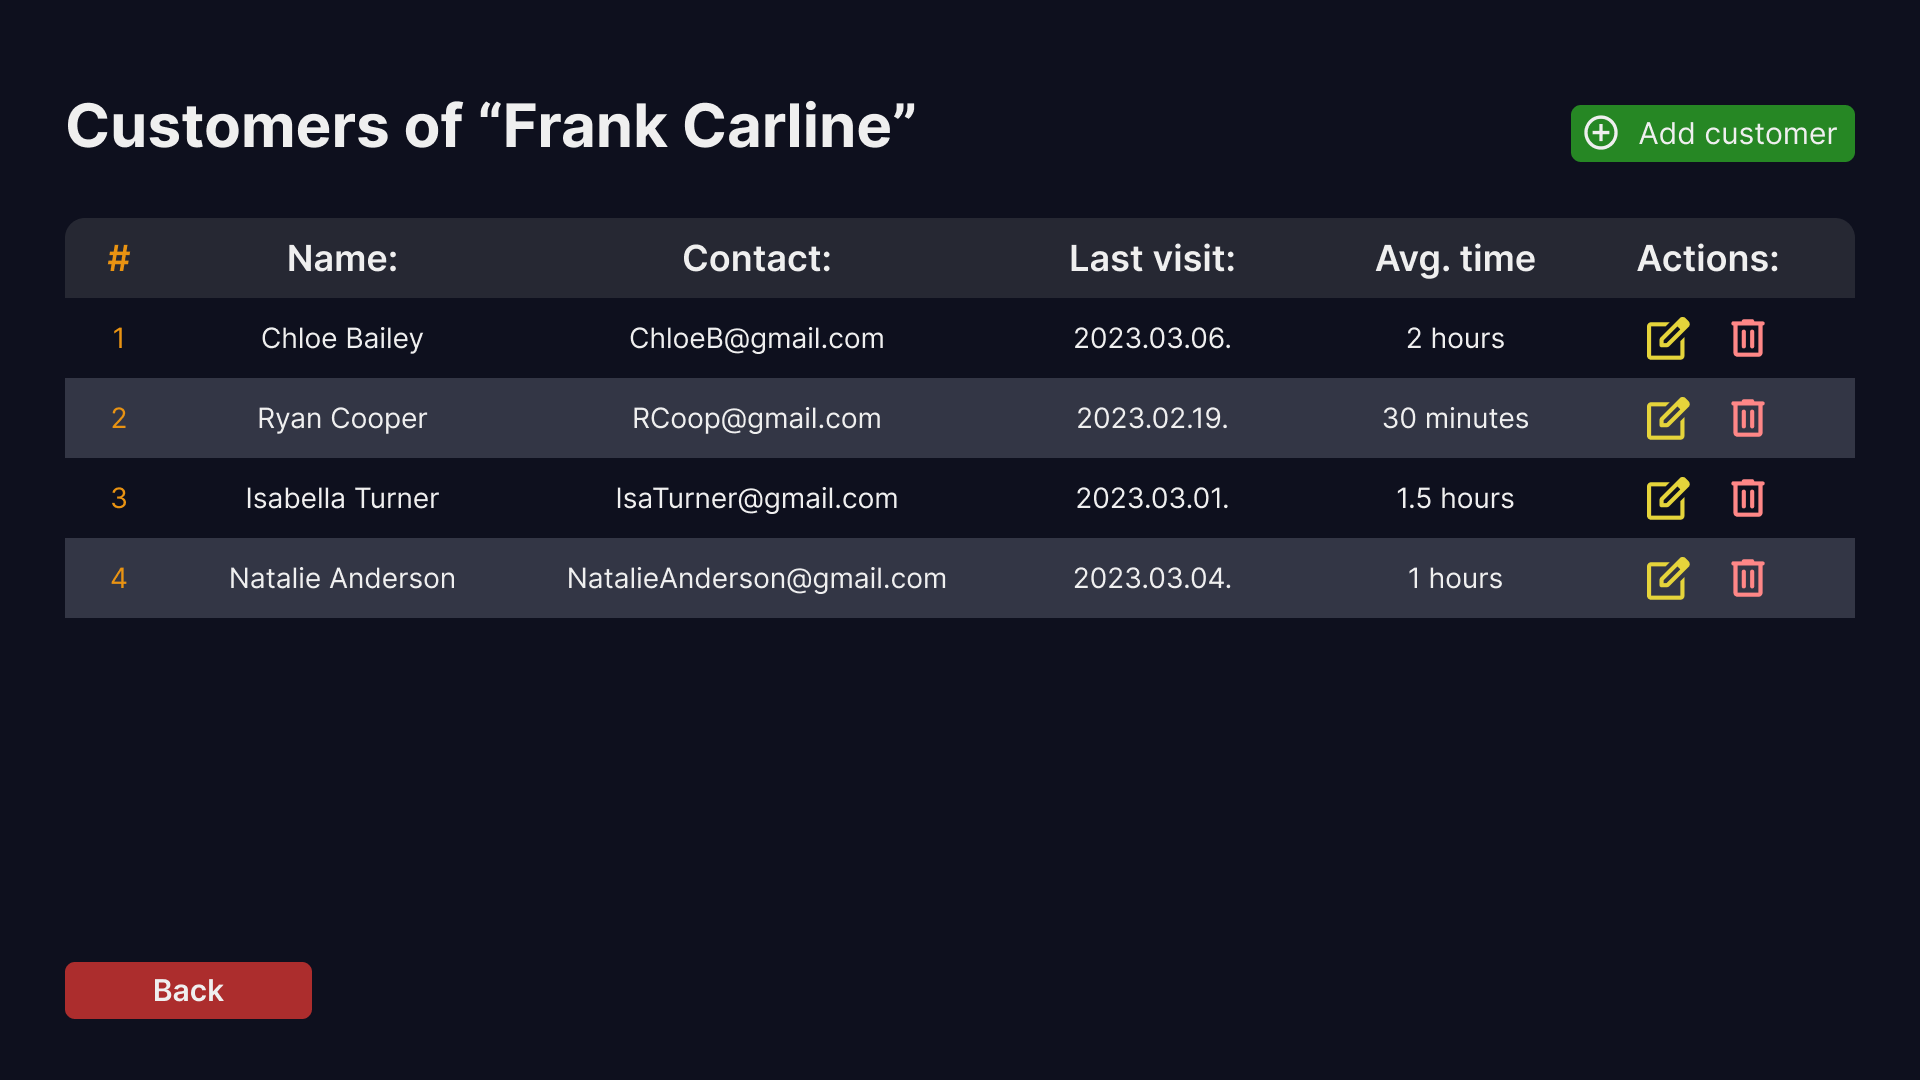 Customers of “Frank Carline”
Add customer
# Name: Contact: Last visit: Avg. time Actions:
1 Chloe Bailey ChloeB@gmail.com 2023.03.06. 2 hours
2 Ryan Cooper RCoop@gmail.com 2023.02.19. 30 minutes
3 Isabella Turner IsaTurner@gmail.com 2023.03.01. 1.5 hours
4 Natalie Anderson NatalieAnderson@gmail.com 2023.03.04. 1 hours
Back